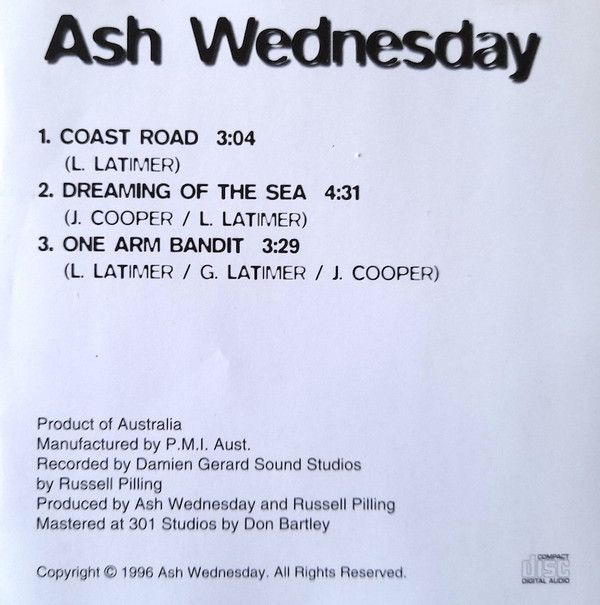 Ash Wednesday
1. COAST ROAD 3:04
(L. LATIMER)
2. DREAMING OF THE SEA 4:31
(J. COOPER / L. LATIMER)
3. ONE ARM BANDIT 3:29
(L. LATIMER / G. LATIMER / J. COOPER)
Product of Australia
Manufactured by P.M.I. Aust.
Recorded by Damien Gerard Sound Studios
by Russell Pilling
Produced by Ash Wednesday and Russell Pilling
Mastered at 301 Studios by Don Bartley
Copyright © 1996 Ash Wednesday. All Rights Reserved.
COMPACT
disc
DIGITAL AUDIO